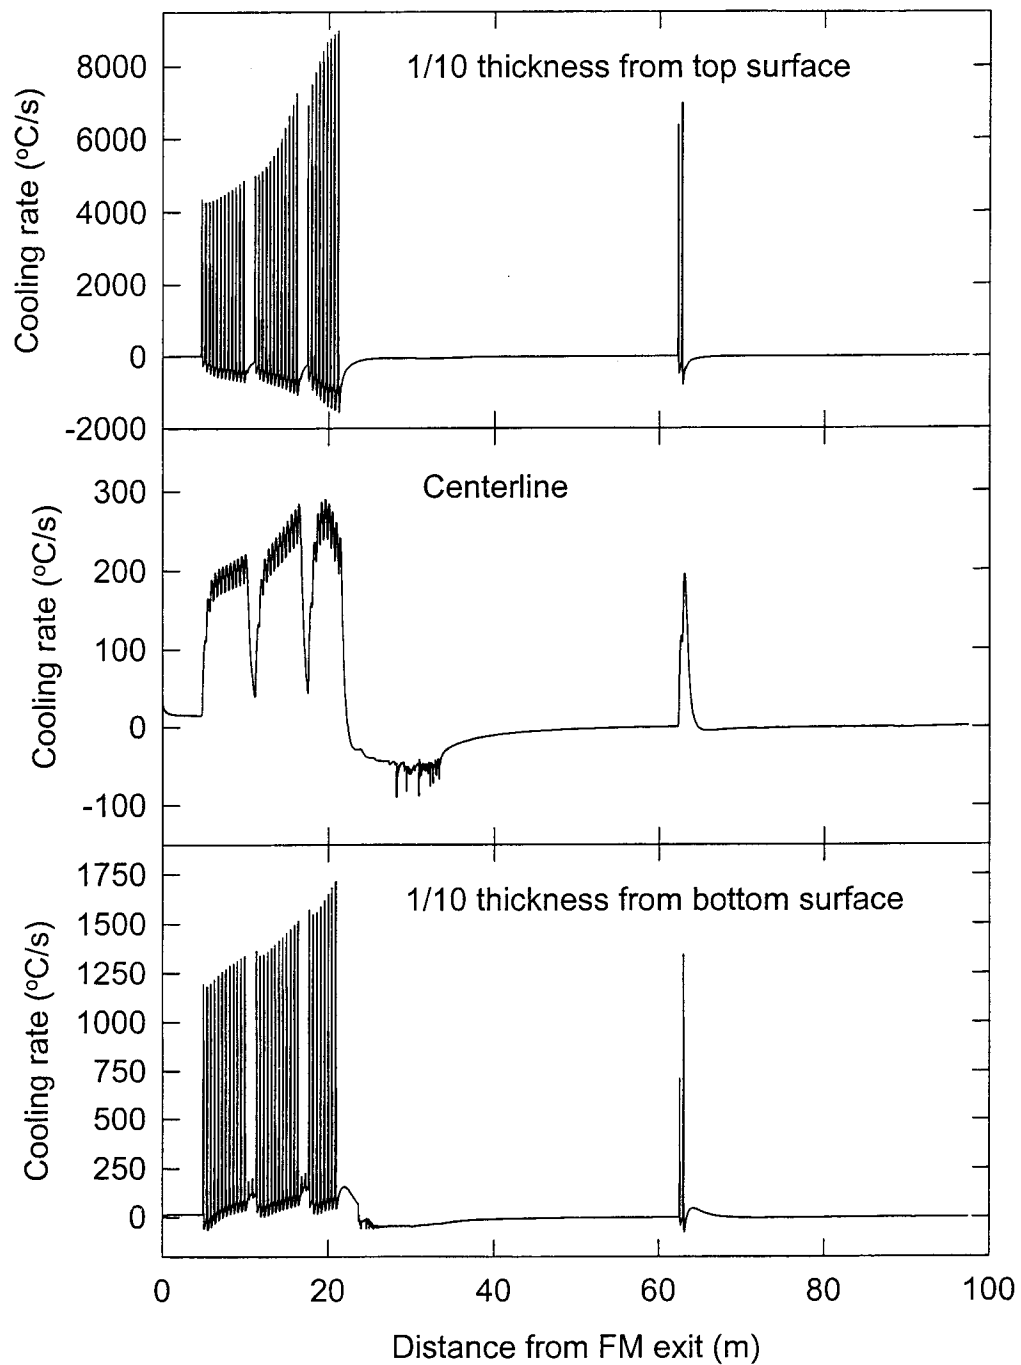 1/10 thickness from top surface
Cooling rate (°C/s)
8000
6000
4000
2000
0
-2000
Centerline
Cooling rate (°C/s)
300
200
100
0
-100
1/10 thickness from bottom surface
Cooling rate (°C/s)
1750
1500
1250
1000
750
500
250
0
0 20 40 60 80 100
Distance from FM exit (m)